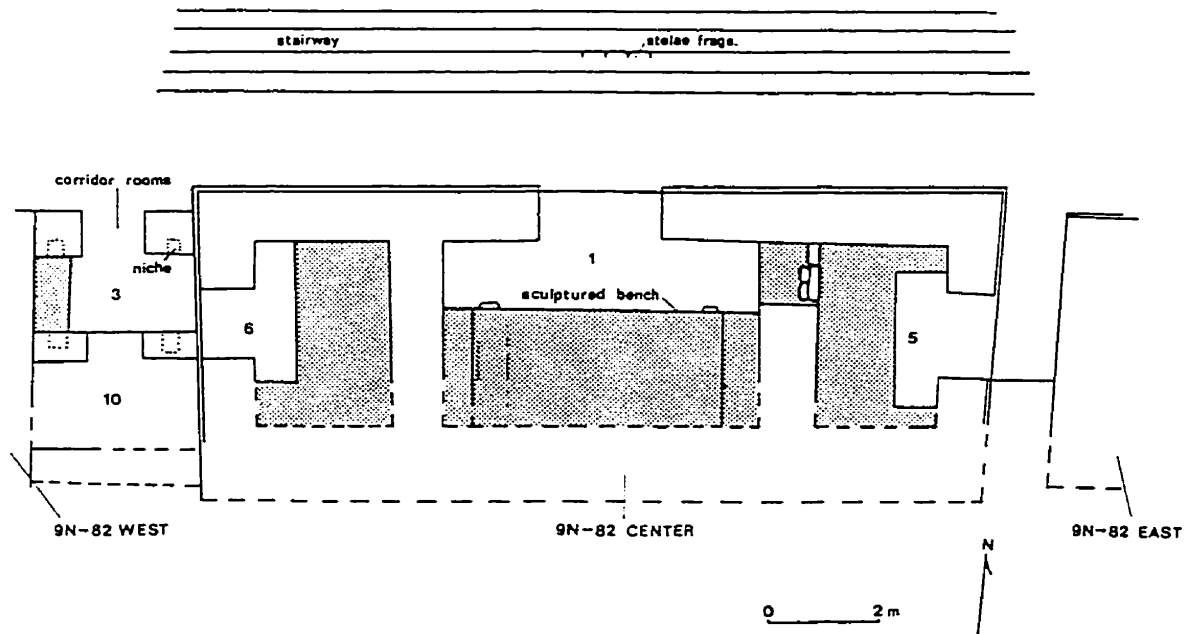 stairway
stelae frags.
corridor rooms
niche
1
sculptured bench
3
6
5
10
9N-82 WEST
9N-82 CENTER
9N-82 EAST
N
0 2 m